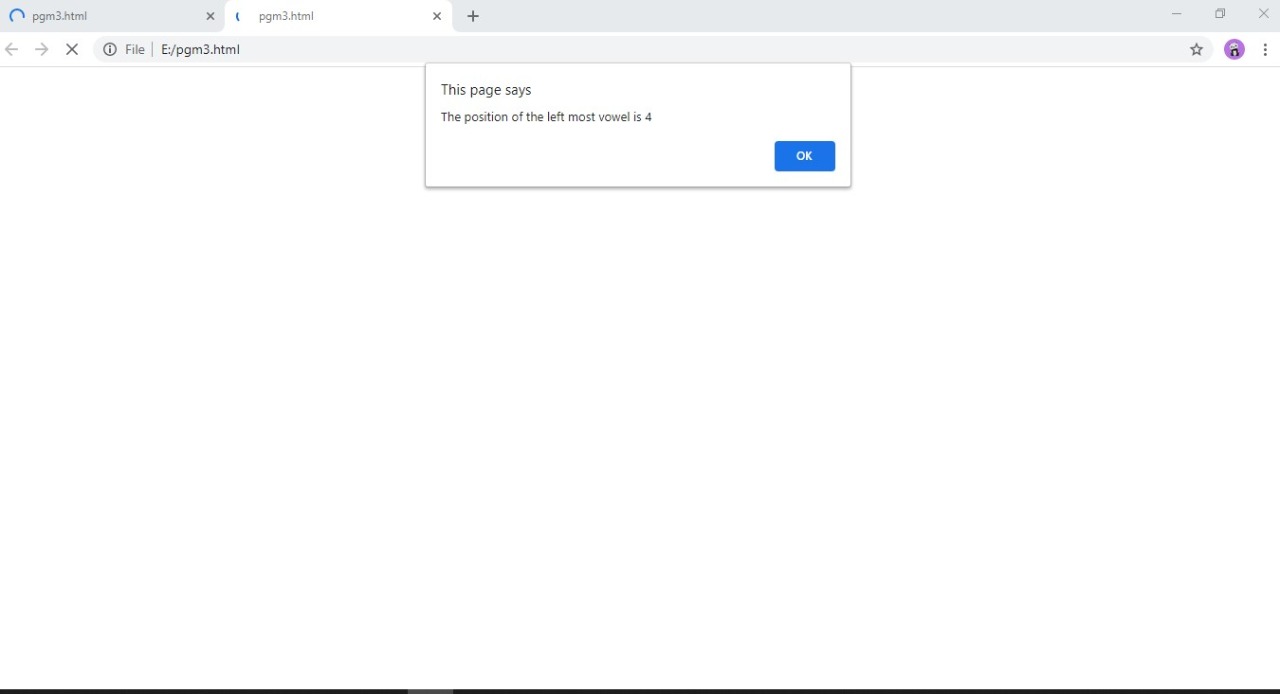 pgm3.html
pgm3.html
File | E:/pgm3.html
This page says
The position of the left most vowel is 4
OK